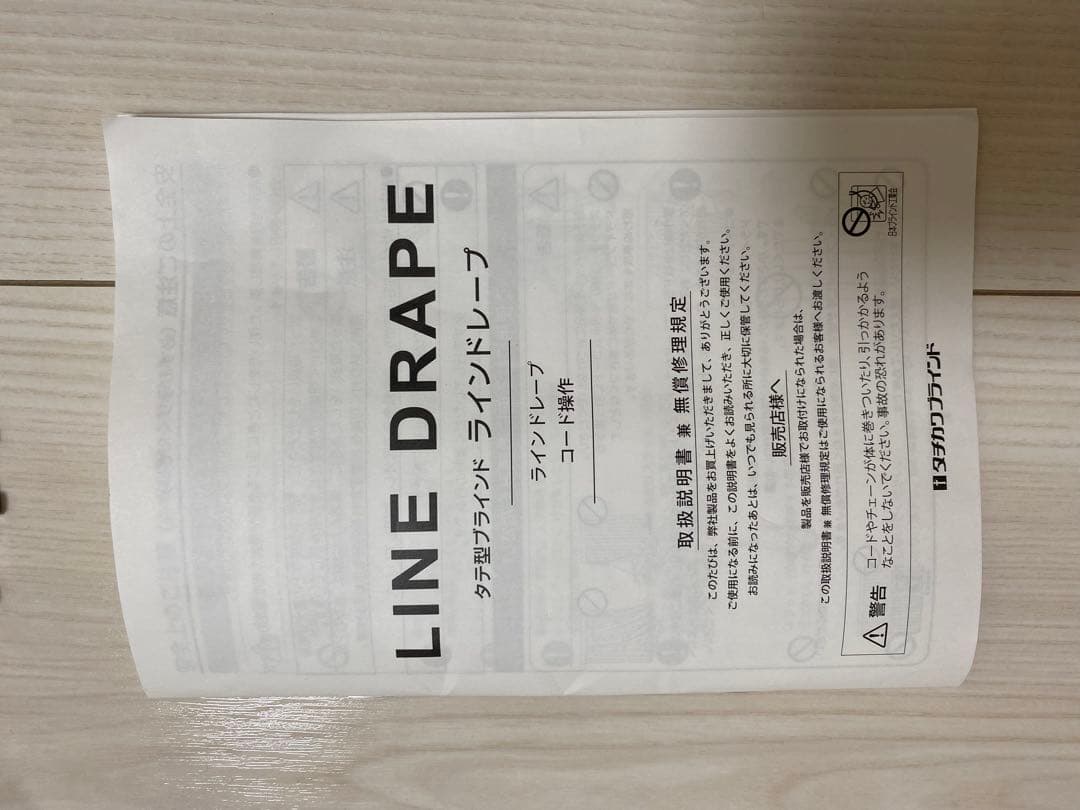 LINE DRAPE
タテ型ブラインド ラインドレープ
ラインドレープ
コード操作
取扱説明書 兼 無償修理規定
このたびは、弊社製品をお買上げいただきまして、ありがとうございます。
ご使用になる前に、この説明書をよくお読みいただき、正しくご使用ください。
お読みになったあとは、いつでも見られる所に大切に保管してください。
販売店様へ
製品を販売店様でお取付けになられた場合は、
この取扱説明書 兼 無償修理規定はご使用になられるお客様へお渡しください。
警告
コードやチェーンが体に巻きついたり、引っかかるよう
なことをしないでください。事故の恐れがあります。
日本ブラインド工業会
タチカワブラインド